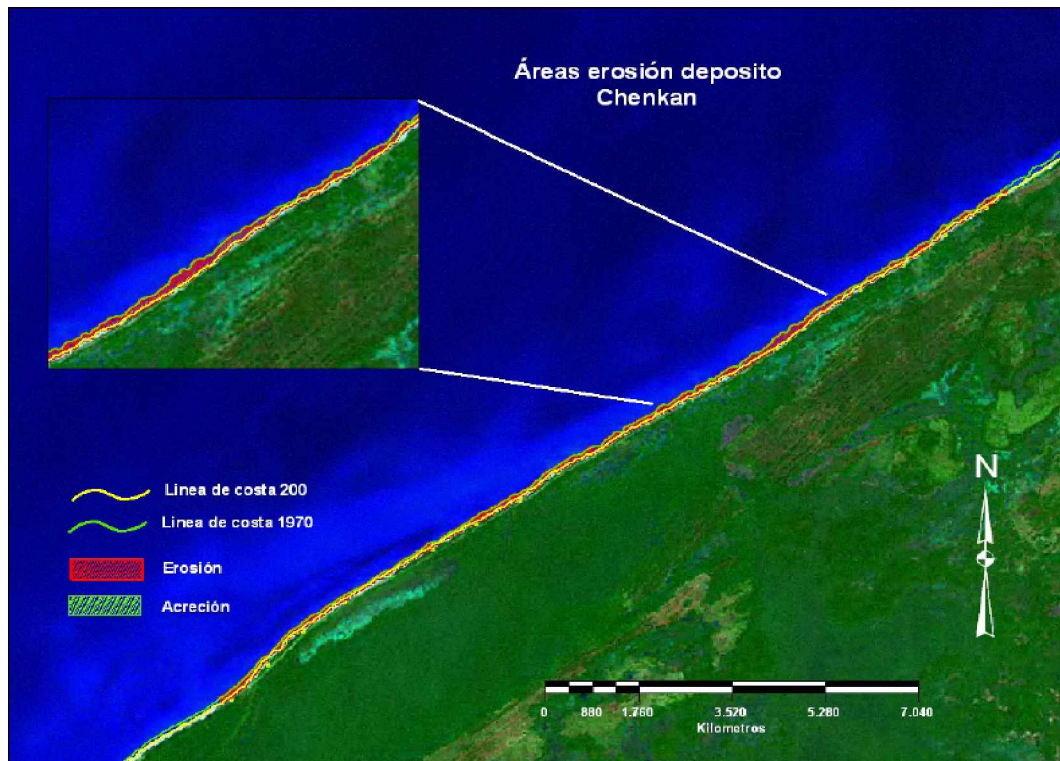 Áreas erosión deposito
Chenkan
Linea de costa 200
Linea de costa 1970
Erosión
Acreción
N
0 880 1.760 3.520 5.280 7.040
Kilometros